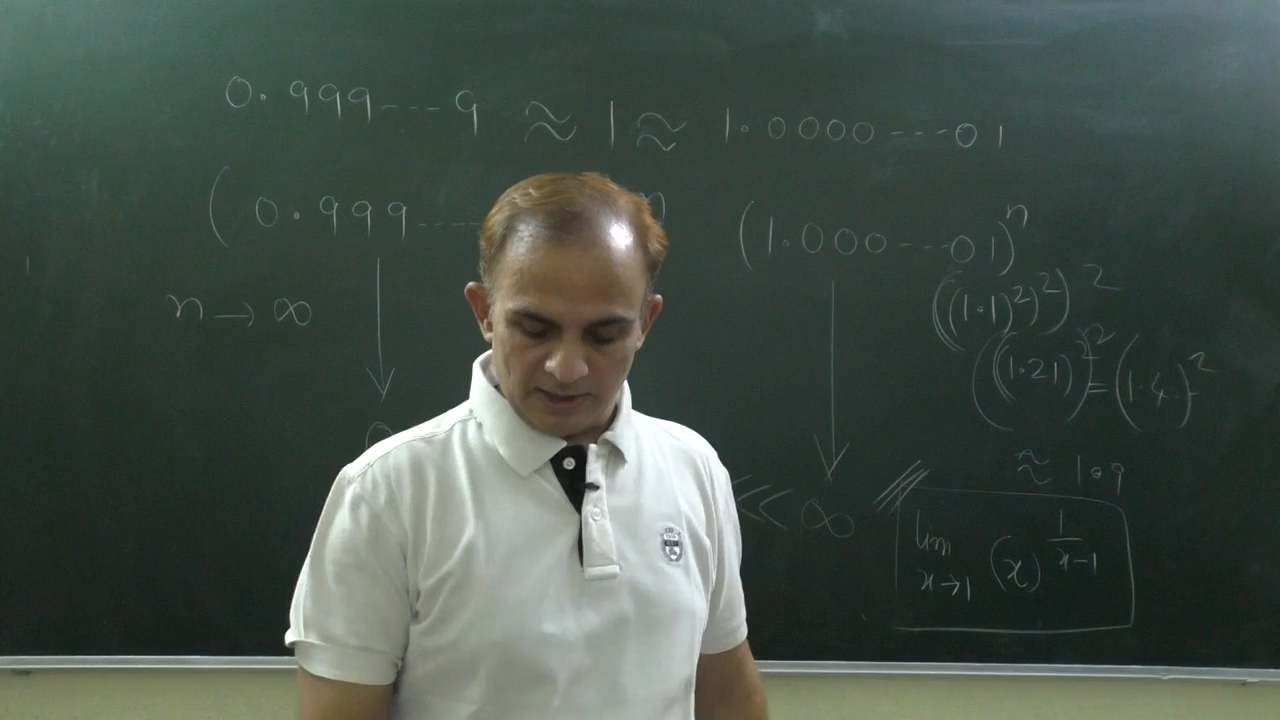 0.999---9 ≈ 1 ≈ 1.0000---01
(0.999---- n (1.000---01)^n
n → ∞
(((1.1)^2)^2)^2
((1.21)^2)^2 = (1.4-)^2
≈ 1.9
0 << ∞
lim x→1 (x)^{1/(x-1)}